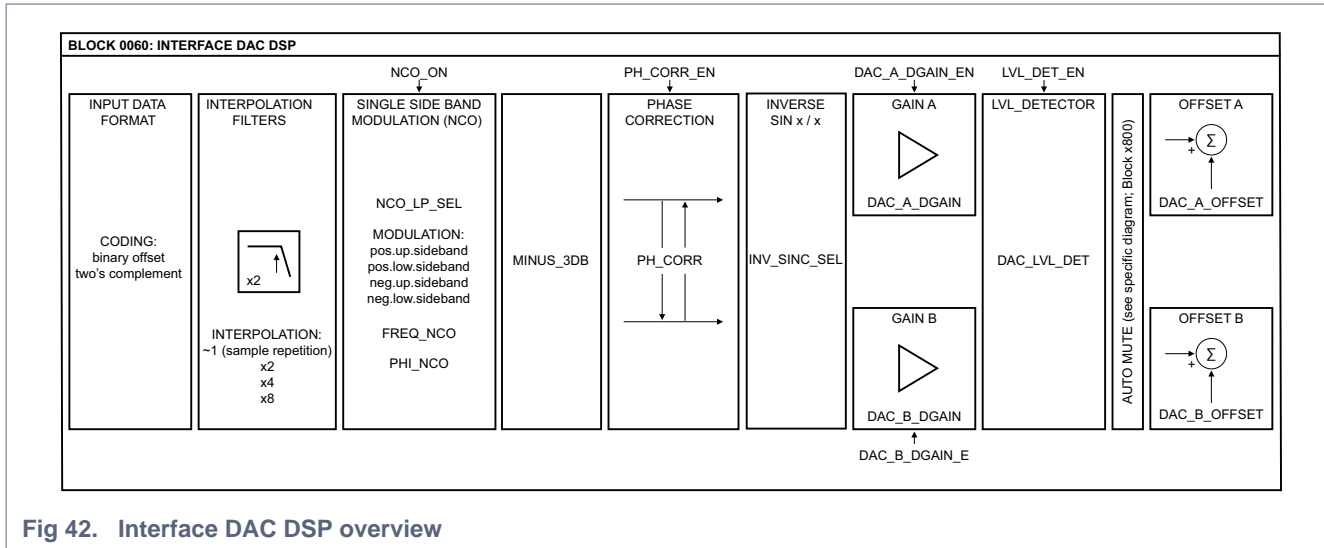 BLOCK 0060: INTERFACE DAC DSP
NCO_ON
PH_CORR_EN
DAC_A_DGAIN_EN
LVL_DET_EN
INPUT DATA
FORMAT
CODING:
binary offset
two's complement
INTERPOLATION
FILTERS
x2
INTERPOLATION:
~1 (sample repetition)
x2
x4
x8
SINGLE SIDE BAND
MODULATION (NCO)
NCO_LP_SEL
MODULATION:
pos.up.sideband
pos.low.sideband
neg.up.sideband
neg.low.sideband
FREQ_NCO
PHI_NCO
MINUS_3DB
PHASE
CORRECTION
PH_CORR
INVERSE
SIN x / x
INV_SINC_SEL
GAIN A
DAC_A_DGAIN
GAIN B
DAC_B_DGAIN
DAC_B_DGAIN_E
LVL_DETECTOR
DAC_LVL_DET
AUTO MUTE (see specific diagram; Block x800)
OFFSET A
Σ
+
DAC_A_OFFSET
OFFSET B
Σ
+
DAC_B_OFFSET
Fig 42. Interface DAC DSP overview